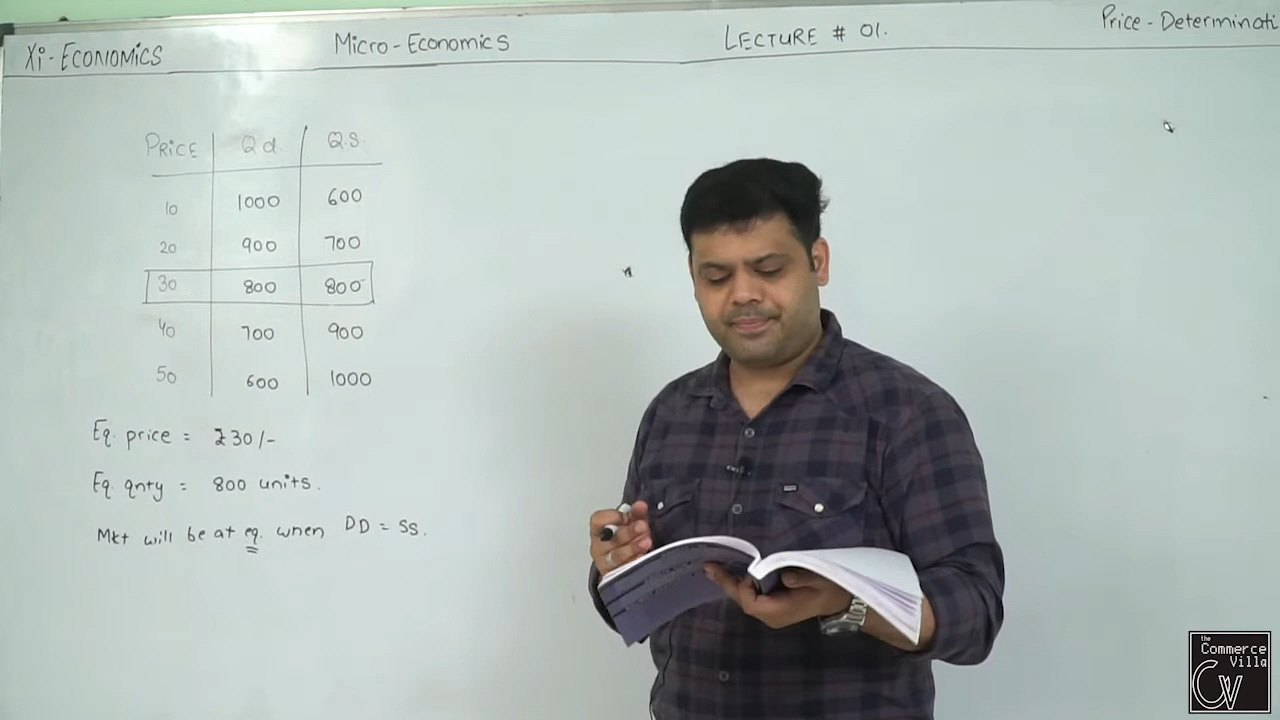 Xi-ECONOMICS
MICRO-ECONOMICS
LECTURE # 01.
PRICE-DETERMINATI
PRICE Qd. Q.S.
10 1000 600
20 900 700
30 800 800
40 700 900
50 600 1000
Eq. price = ₹30/-
Eq. qnty = 800 units.
Mkt will be at eq. when DD = SS.
the
Commerce
Villa
CV